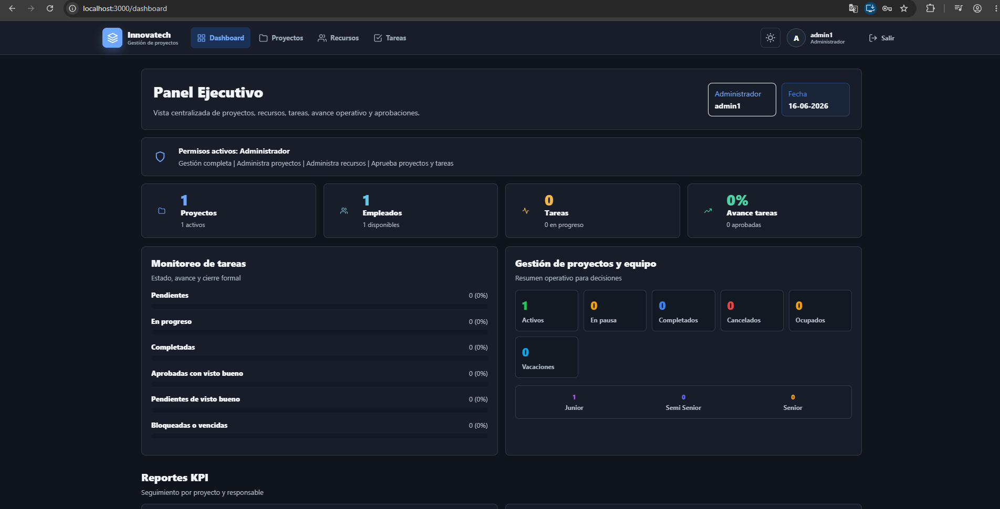 localhost:3000/dashboard
Innovatech
Gestión de proyectos
Dashboard
Proyectos
Recursos
Tareas
A
admin1
Administrador
Salir
Panel Ejecutivo
Vista centralizada de proyectos, recursos, tareas, avance operativo y aprobaciones.
Administrador
admin1
Fecha
16-06-2026
Permisos activos: Administrador
Gestión completa | Administra proyectos | Administra recursos | Aprueba proyectos y tareas
1
Proyectos
1 activos
1
Empleados
1 disponibles
0
Tareas
0 en progreso
0%
Avance tareas
0 aprobadas
Monitoreo de tareas
Estado, avance y cierre formal
Pendientes 0 (0%)
En progreso 0 (0%)
Completadas 0 (0%)
Aprobadas con visto bueno 0 (0%)
Pendientes de visto bueno 0 (0%)
Bloqueadas o vencidas 0 (0%)
Gestión de proyectos y equipo
Resumen operativo para decisiones
1
Activos
0
En pausa
0
Completados
0
Cancelados
0
Ocupados
0
Vacaciones
1
Junior
0
Semi Senior
0
Senior
Reportes KPI
Seguimiento por proyecto y responsable